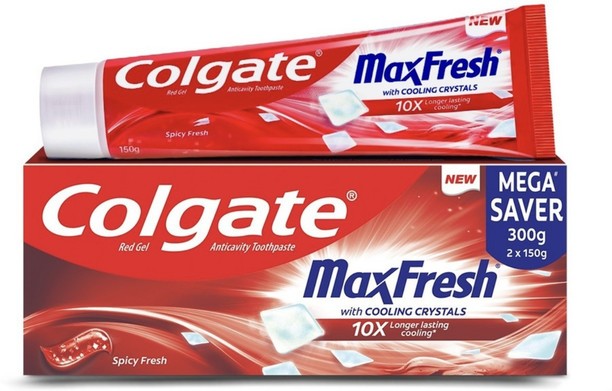 NEW
Colgate®
MaxFresh®
Red Gel Anticavity Toothpaste
with COOLING CRYSTALS
10X Longer lasting
cooling*
Spicy Fresh
150g
NEW
MEGA*
SAVER
300g
2 x 150g
Colgate®
Red Gel Anticavity Toothpaste
MaxFresh®
with COOLING CRYSTALS
10X Longer lasting
cooling*
Spicy Fresh